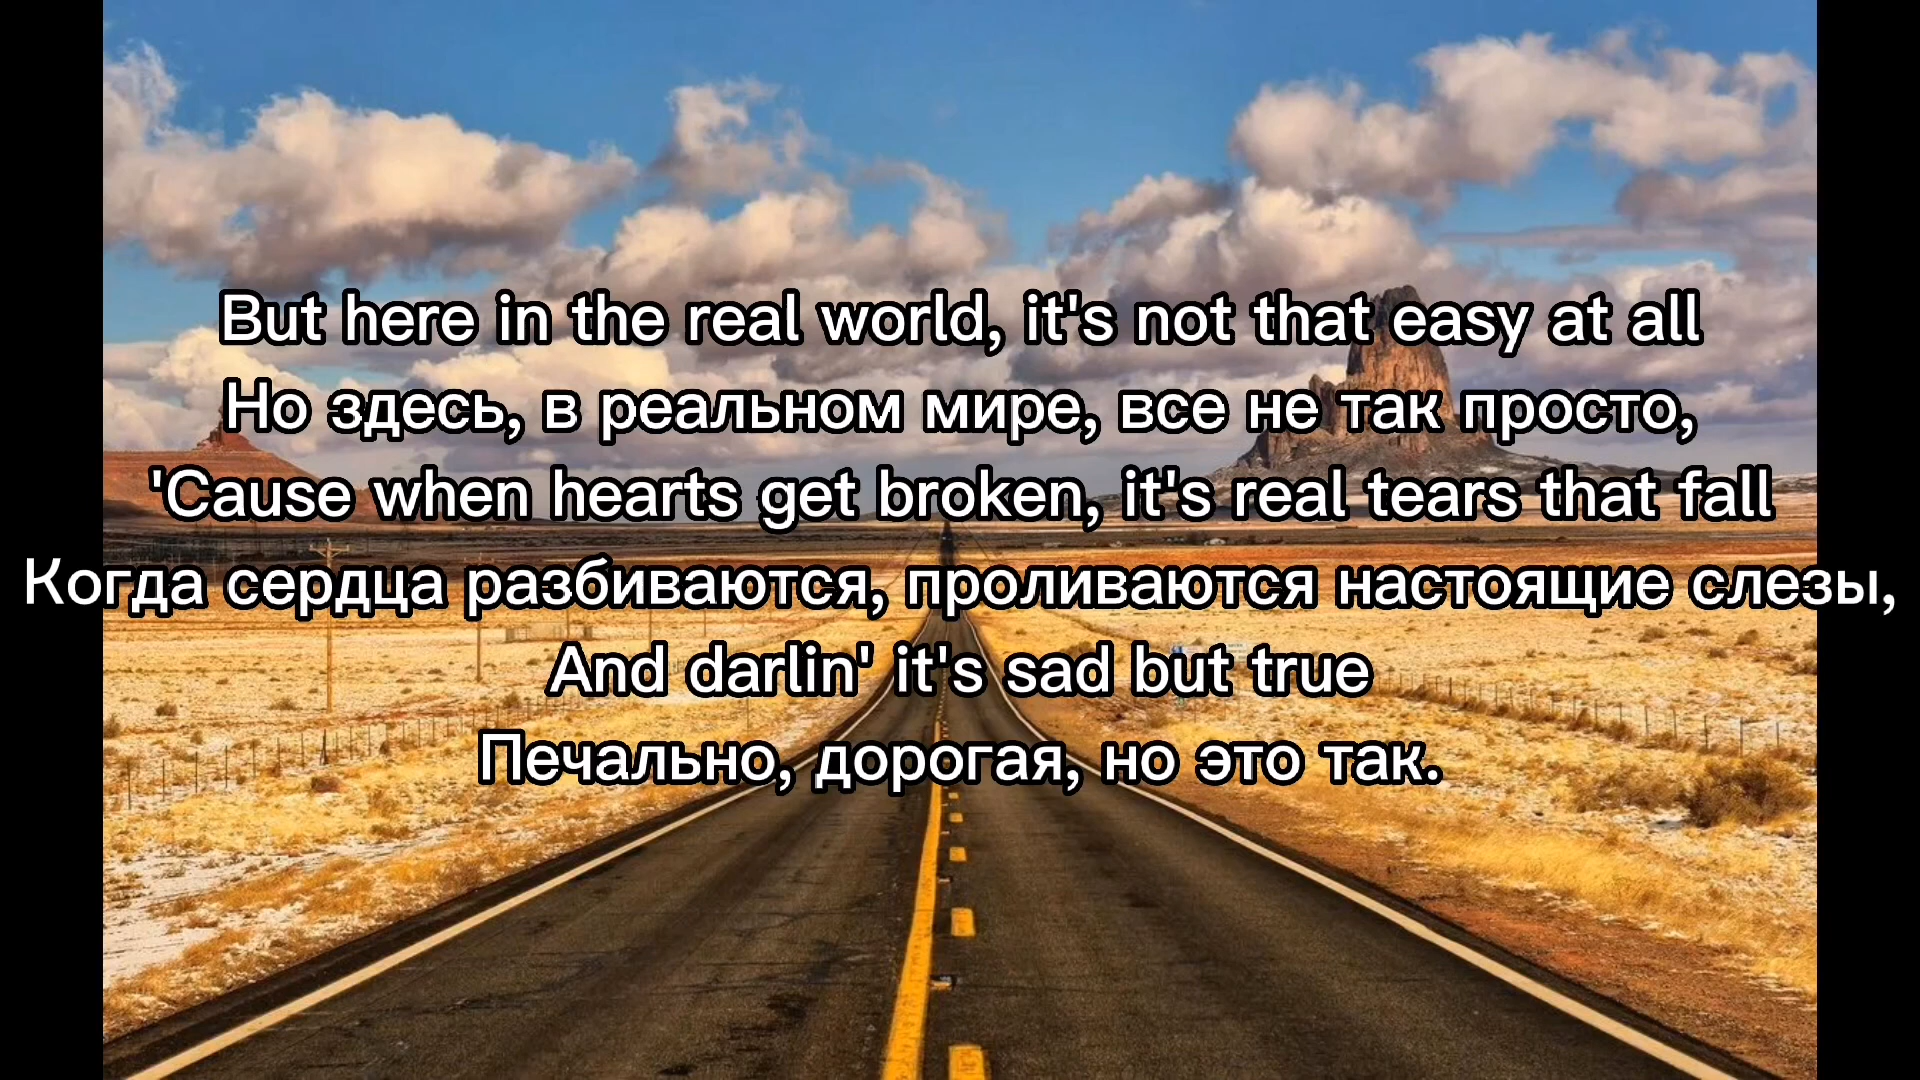 But here in the real world, it's not that easy at all
Но здесь, в реальном мире, все не так просто,
'Cause when hearts get broken, it's real tears that fall
Когда сердца разбиваются, проливаются настоящие слезы,
And darlin' it's sad but true
Печально, дорогая, но это так.